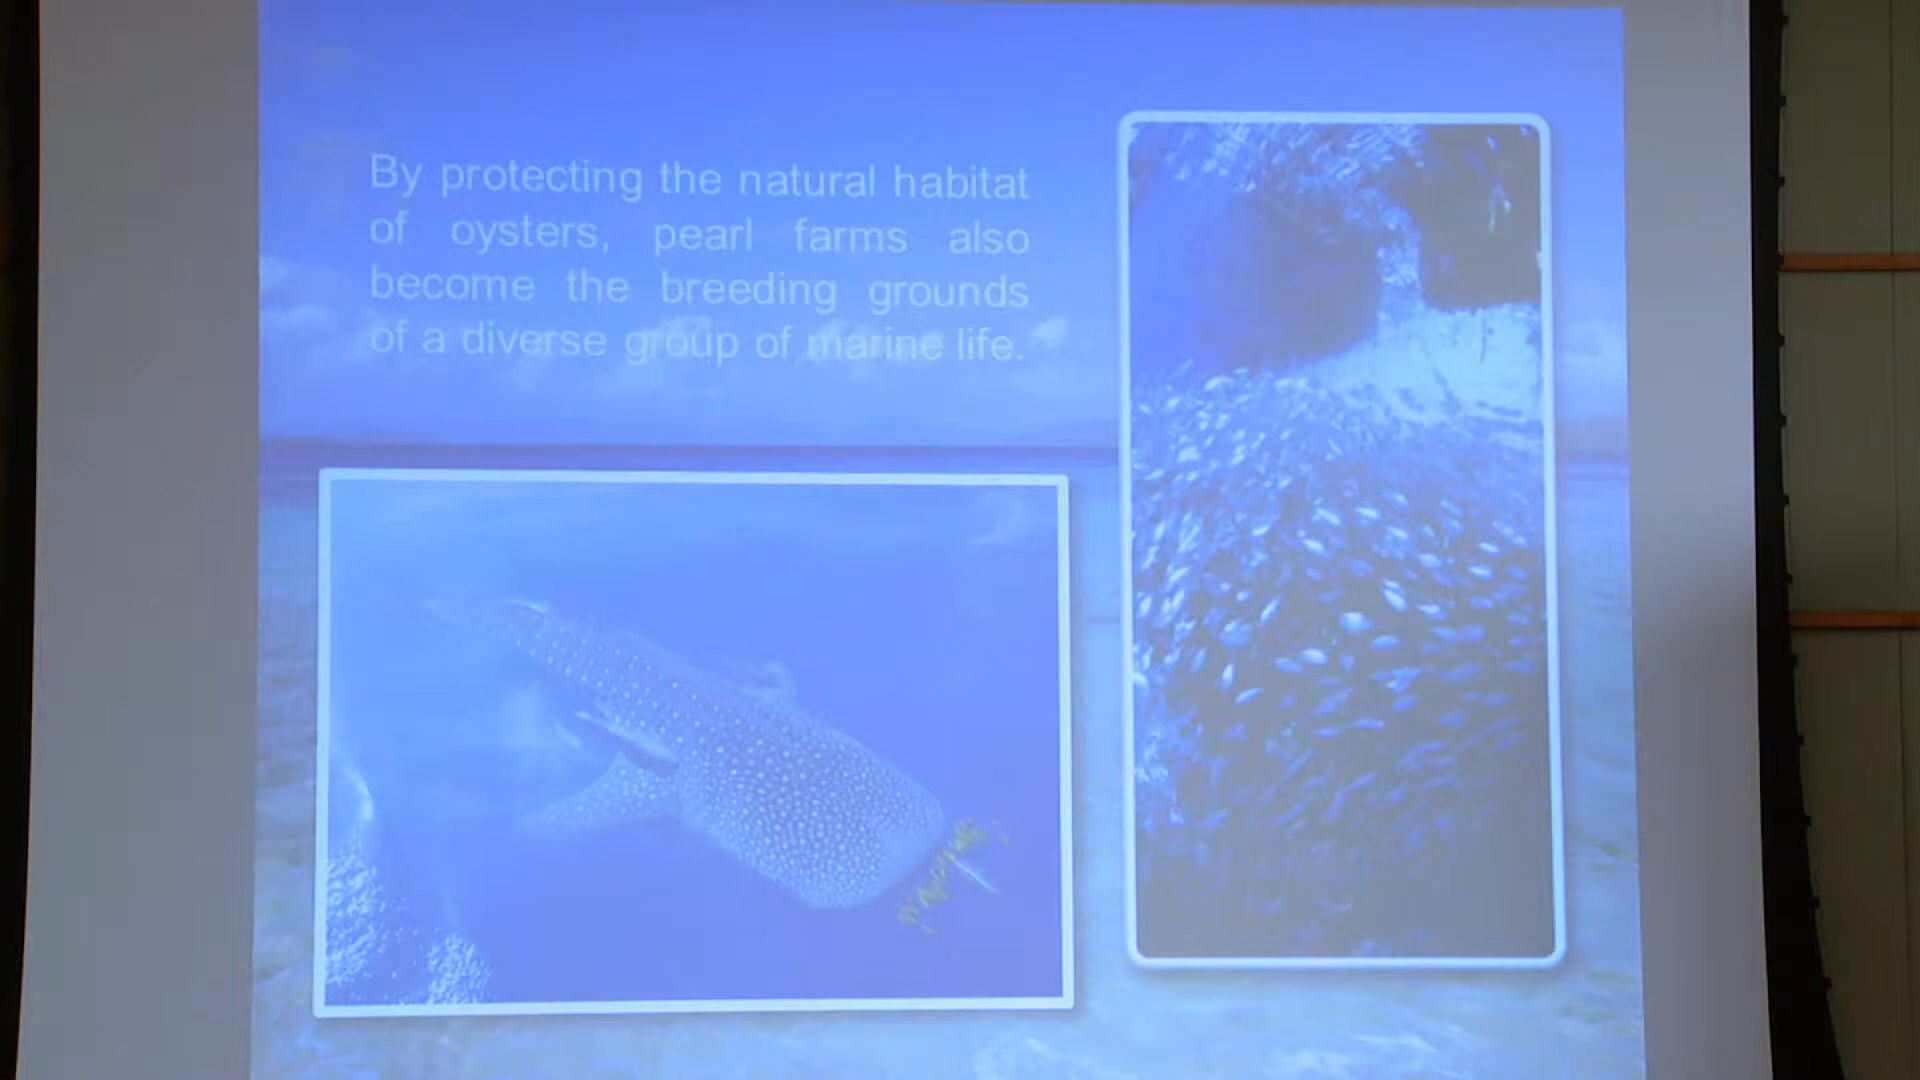 By protecting the natural habitat
of oysters, pearl farms also
become the breeding grounds
of a diverse group of marine life.